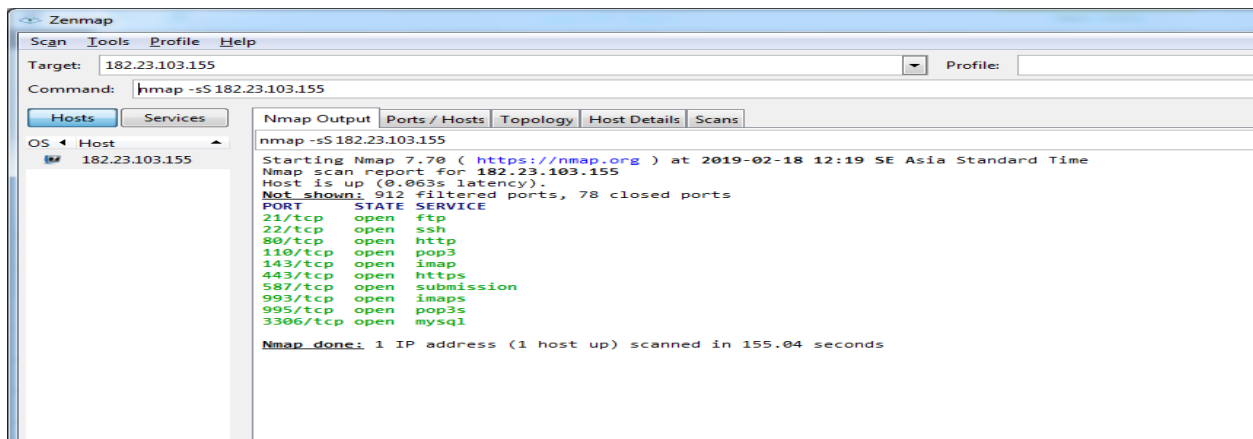 Zenmap
Scan Tools Profile Help
Target: 182.23.103.155 Profile:
Command: nmap -sS 182.23.103.155
Hosts Services Nmap Output Ports / Hosts Topology Host Details Scans
OS Host nmap -sS 182.23.103.155
182.23.103.155
Starting Nmap 7.70 ( https://nmap.org ) at 2019-02-18 12:19 SE Asia Standard Time
Nmap scan report for 182.23.103.155
Host is up (0.063s latency).
Not shown: 912 filtered ports, 78 closed ports
PORT STATE SERVICE
21/tcp open ftp
22/tcp open ssh
80/tcp open http
110/tcp open pop3
143/tcp open imap
443/tcp open https
587/tcp open submission
993/tcp open imaps
995/tcp open pop3s
3306/tcp open mysql
Nmap done: 1 IP address (1 host up) scanned in 155.04 seconds